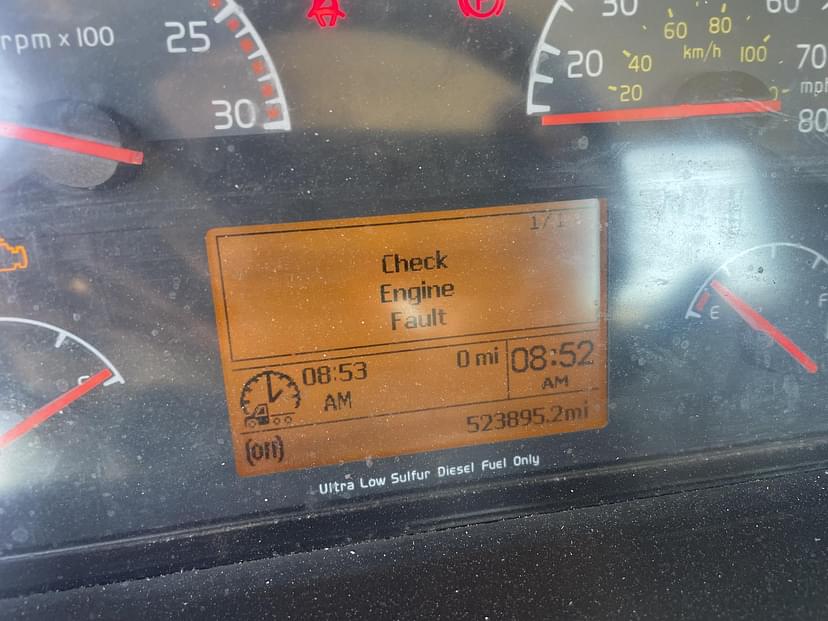 rpm x 100
25
30
30
60
60
80
20
40
km/h
100
70
20
mph
80
1/1
Check
Engine
Fault
E
F
08:53
AM
0 mi
08:52
AM
523895.2mi
(on)
Ultra Low Sulfur Diesel Fuel Only